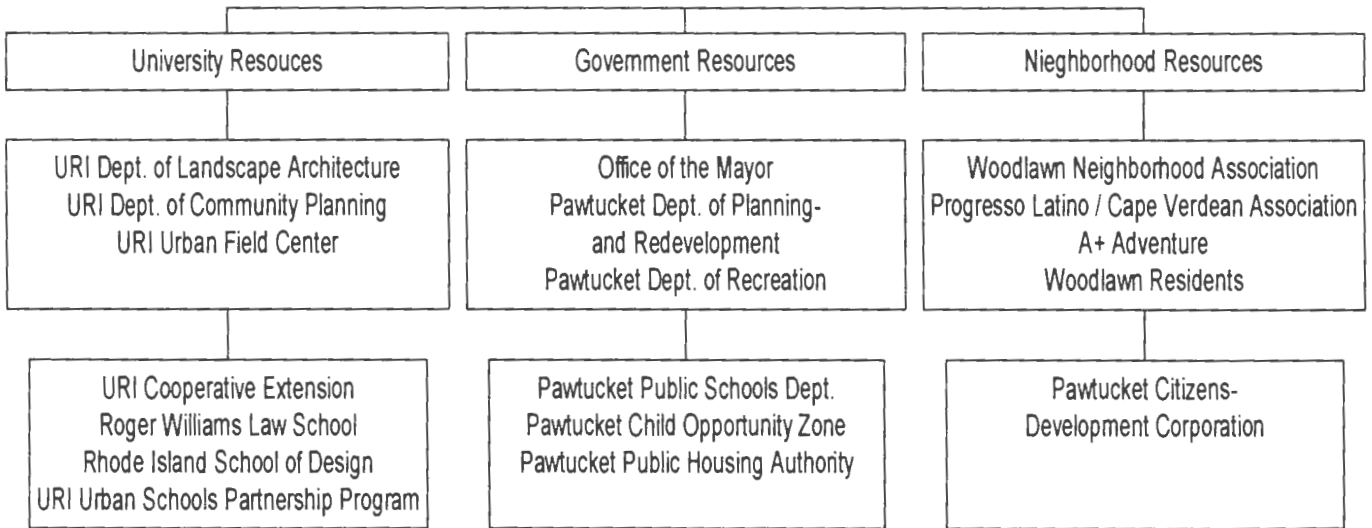 University Resouces
Government Resources
Nieghborhood Resources
URI Dept. of Landscape Architecture
URI Dept. of Community Planning
URI Urban Field Center
Office of the Mayor
Pawtucket Dept. of Planning-
and Redevelopment
Pawtucket Dept. of Recreation
Woodlawn Neighborhood Association
Progresso Latino / Cape Verdean Association
A+ Adventure
Woodlawn Residents
URI Cooperative Extension
Roger Williams Law School
Rhode Island School of Design
URI Urban Schools Partnership Program
Pawtucket Public Schools Dept.
Pawtucket Child Opportunity Zone
Pawtucket Public Housing Authority
Pawtucket Citizens-
Development Corporation